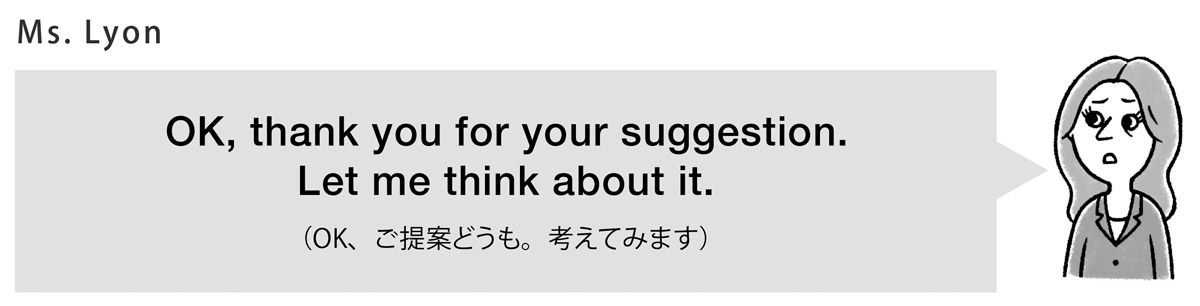 Ms. Lyon
OK, thank you for your suggestion.
Let me think about it.
（OK、ご提案どうも。考えてみます）